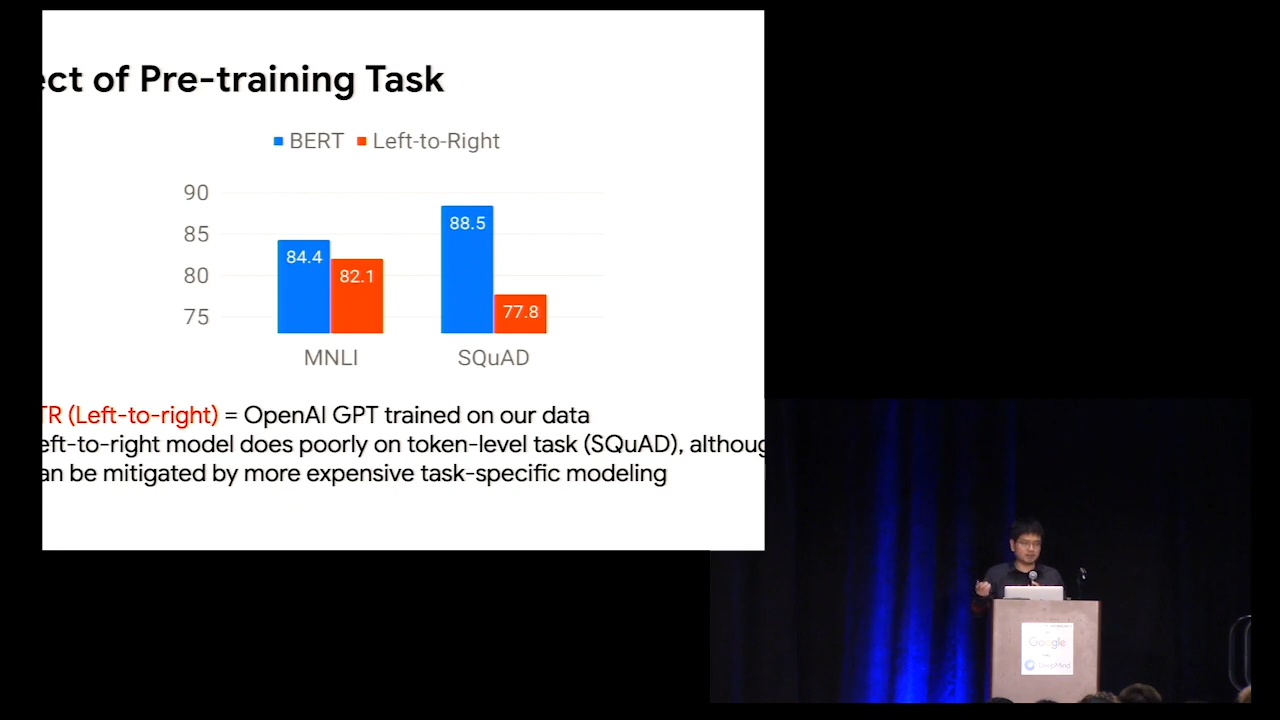 ect of Pre-training Task
BERT Left-to-Right
90
85
80
75
84.4
82.1
88.5
77.8
MNLI SQuAD
TR (Left-to-right) = OpenAI GPT trained on our data
eft-to-right model does poorly on token-level task (SQuAD), althoug
an be mitigated by more expensive task-specific modeling
Google
DeepMind